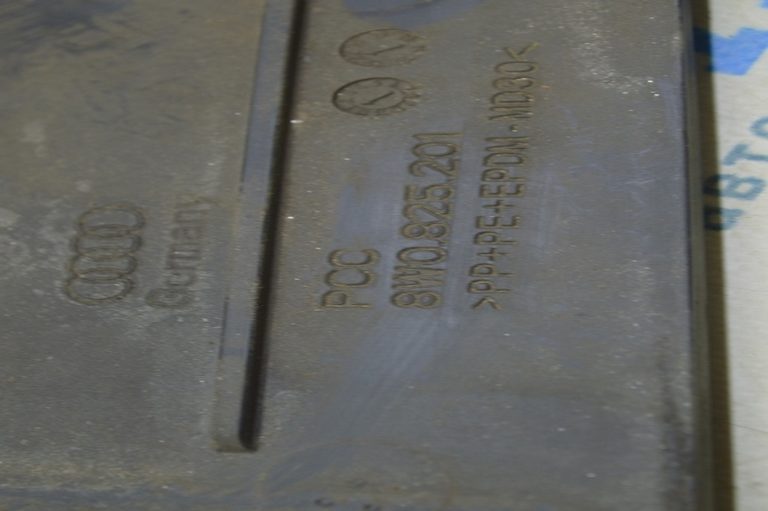 Germany
PCC
8W0.825.201
>PP+PE+EPDM-MD30<